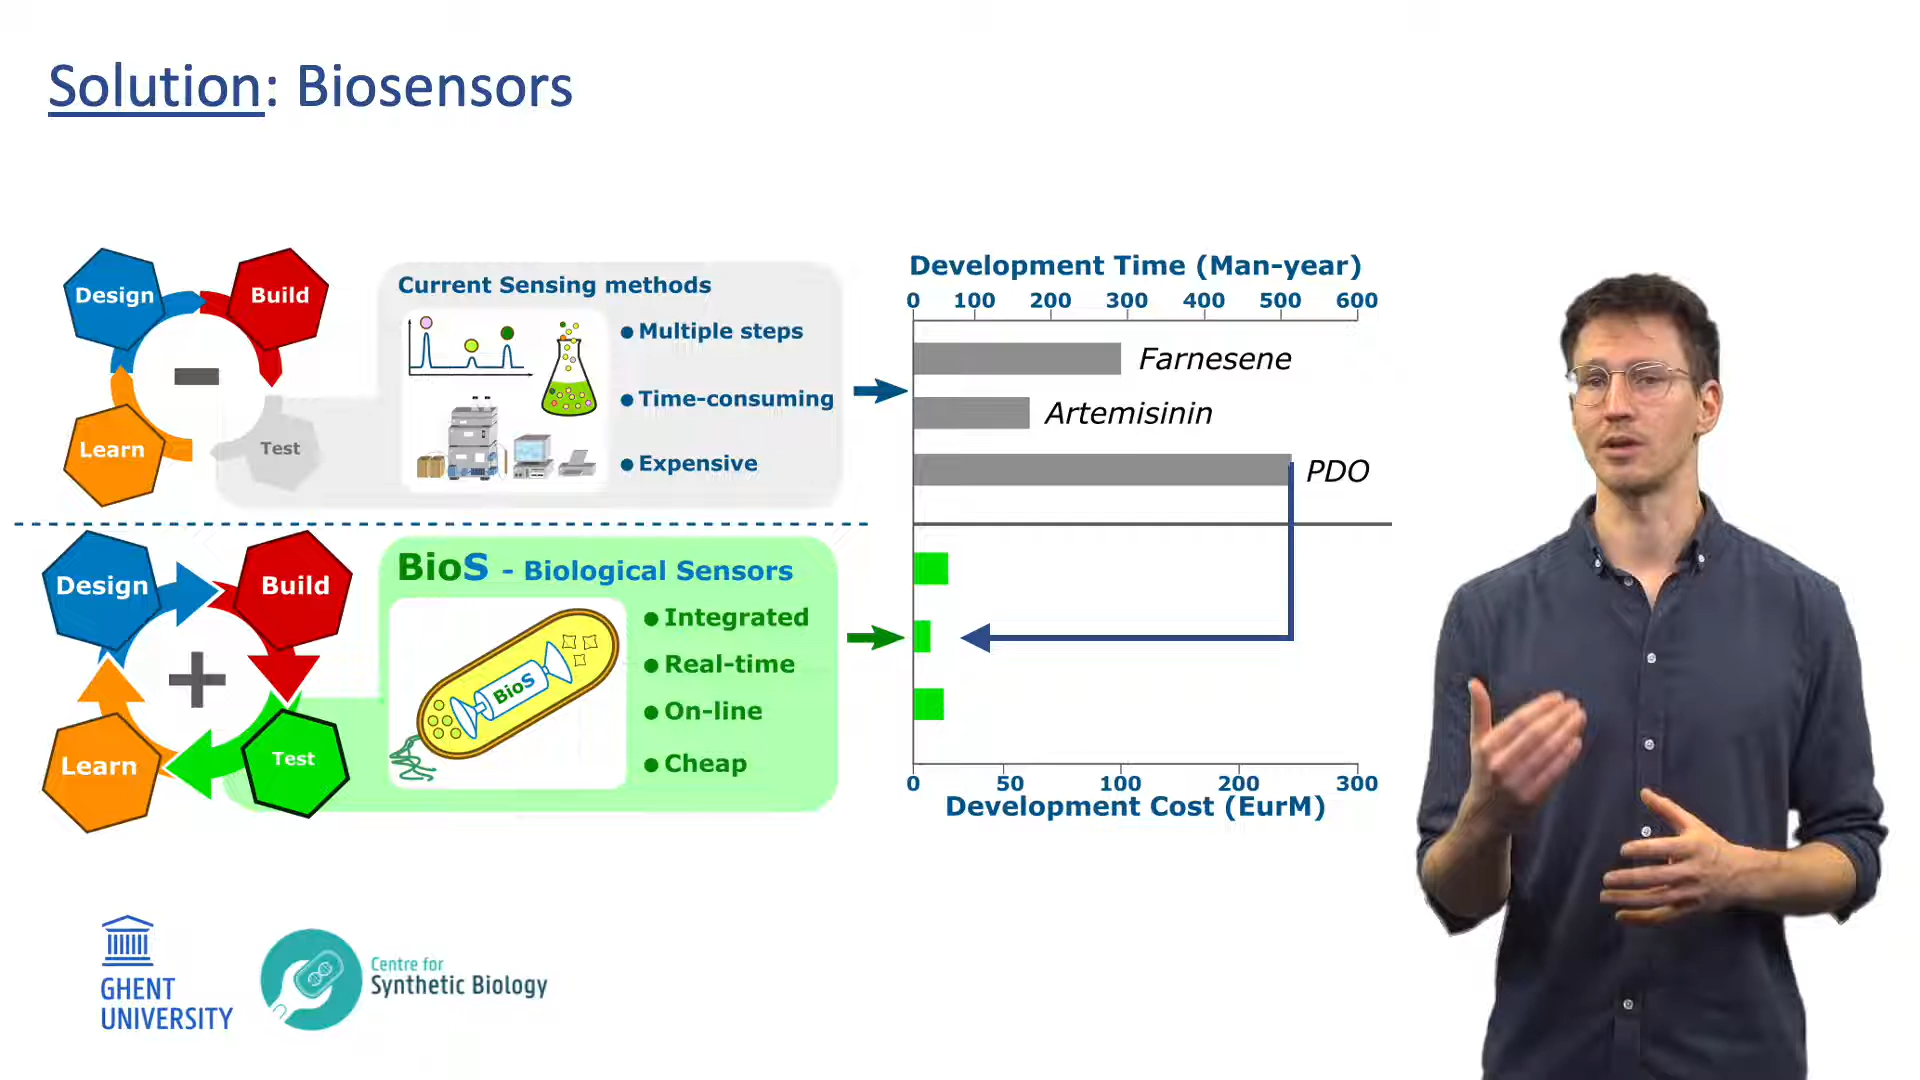 Solution: Biosensors
Design
Build
Learn
Test
Current Sensing methods
● Multiple steps
● Time-consuming
● Expensive
Development Time (Man-year)
0 100 200 300 400 500 600
Farnesene
Artemisinin
PDO
Design
Build
Learn
Test
BioS - Biological Sensors
BioS
● Integrated
● Real-time
● On-line
● Cheap
0 50 100 200 300
Development Cost (EurM)
GHENT
UNIVERSITY
Centre for
Synthetic Biology